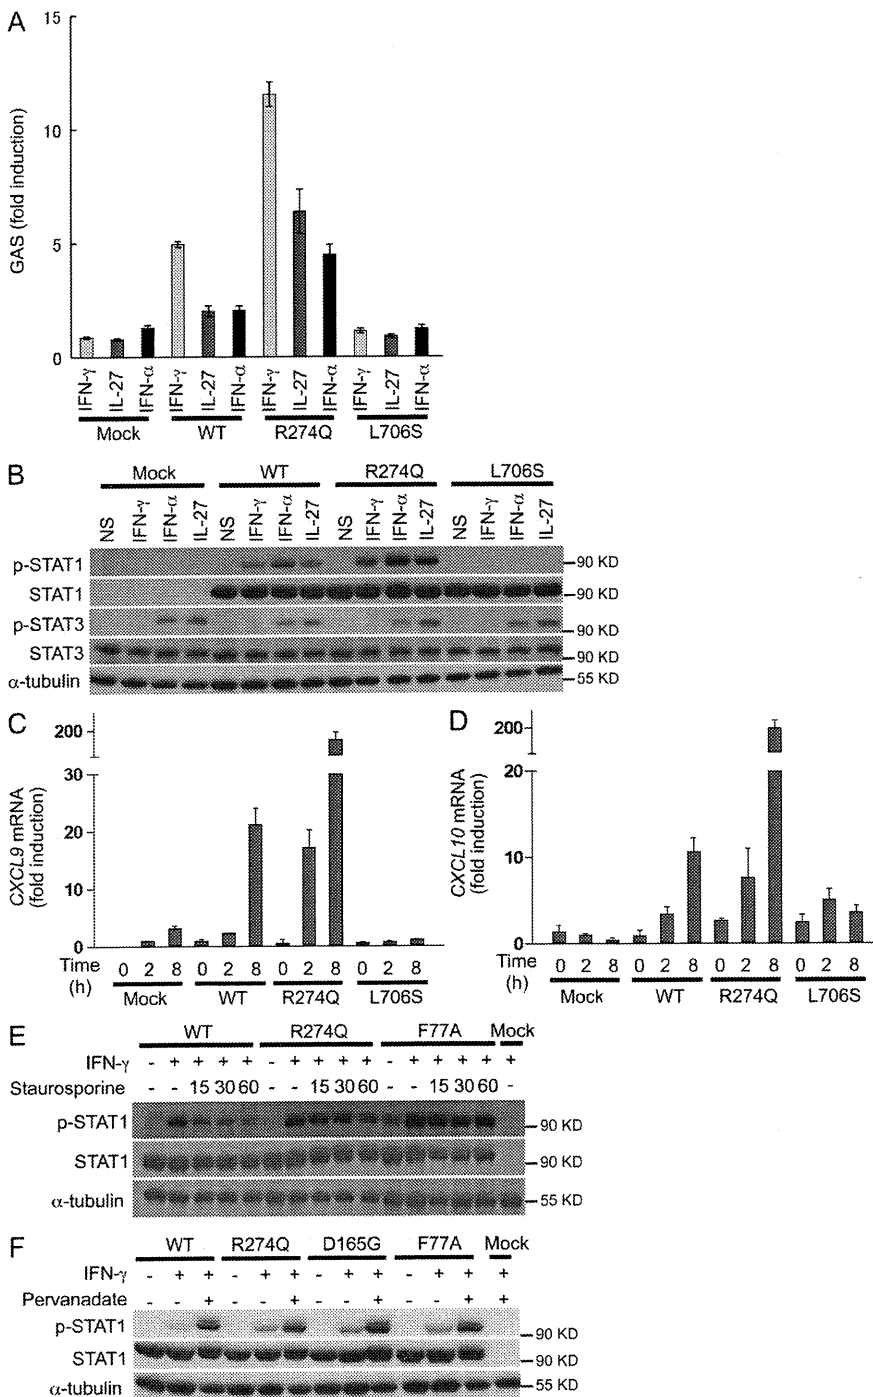 A
GAS (fold induction)
15
10
5
0
IFN-γ IL-27 IFN-α IFN-γ IL-27 IFN-α IFN-γ IL-27 IFN-α IFN-γ IL-27 IFN-α
Mock WT R274Q L706S
B
Mock WT R274Q L706S
NS IFN-γ IFN-α IL-27 NS IFN-γ IFN-α IL-27 NS IFN-γ IFN-α IL-27 NS IFN-γ IFN-α IL-27
p-STAT1 90 KD
STAT1 90 KD
p-STAT3 90 KD
STAT3 90 KD
α-tubulin 55 KD
C
CXCL9 mRNA
(fold induction)
200
30
20
10
0
Time (h) 0 2 8 0 2 8 0 2 8 0 2 8
Mock WT R274Q L706S
D
CXCL10 mRNA
(fold induction)
200
20
10
0
Time (h) 0 2 8 0 2 8 0 2 8 0 2 8
Mock WT R274Q L706S
E
WT R274Q F77A Mock
IFN-γ - + + + + - + + + + - + + + + +
Staurosporine - - 15 30 60 - - 15 30 60 - - 15 30 60 -
p-STAT1 90 KD
STAT1 90 KD
α-tubulin 55 KD
F
WT R274Q D165G F77A Mock
IFN-γ - + + - + + - + + - + + +
Pervanadate - - + - - + - - + - - + +
p-STAT1 90 KD
STAT1 90 KD
α-tubulin 55 KD